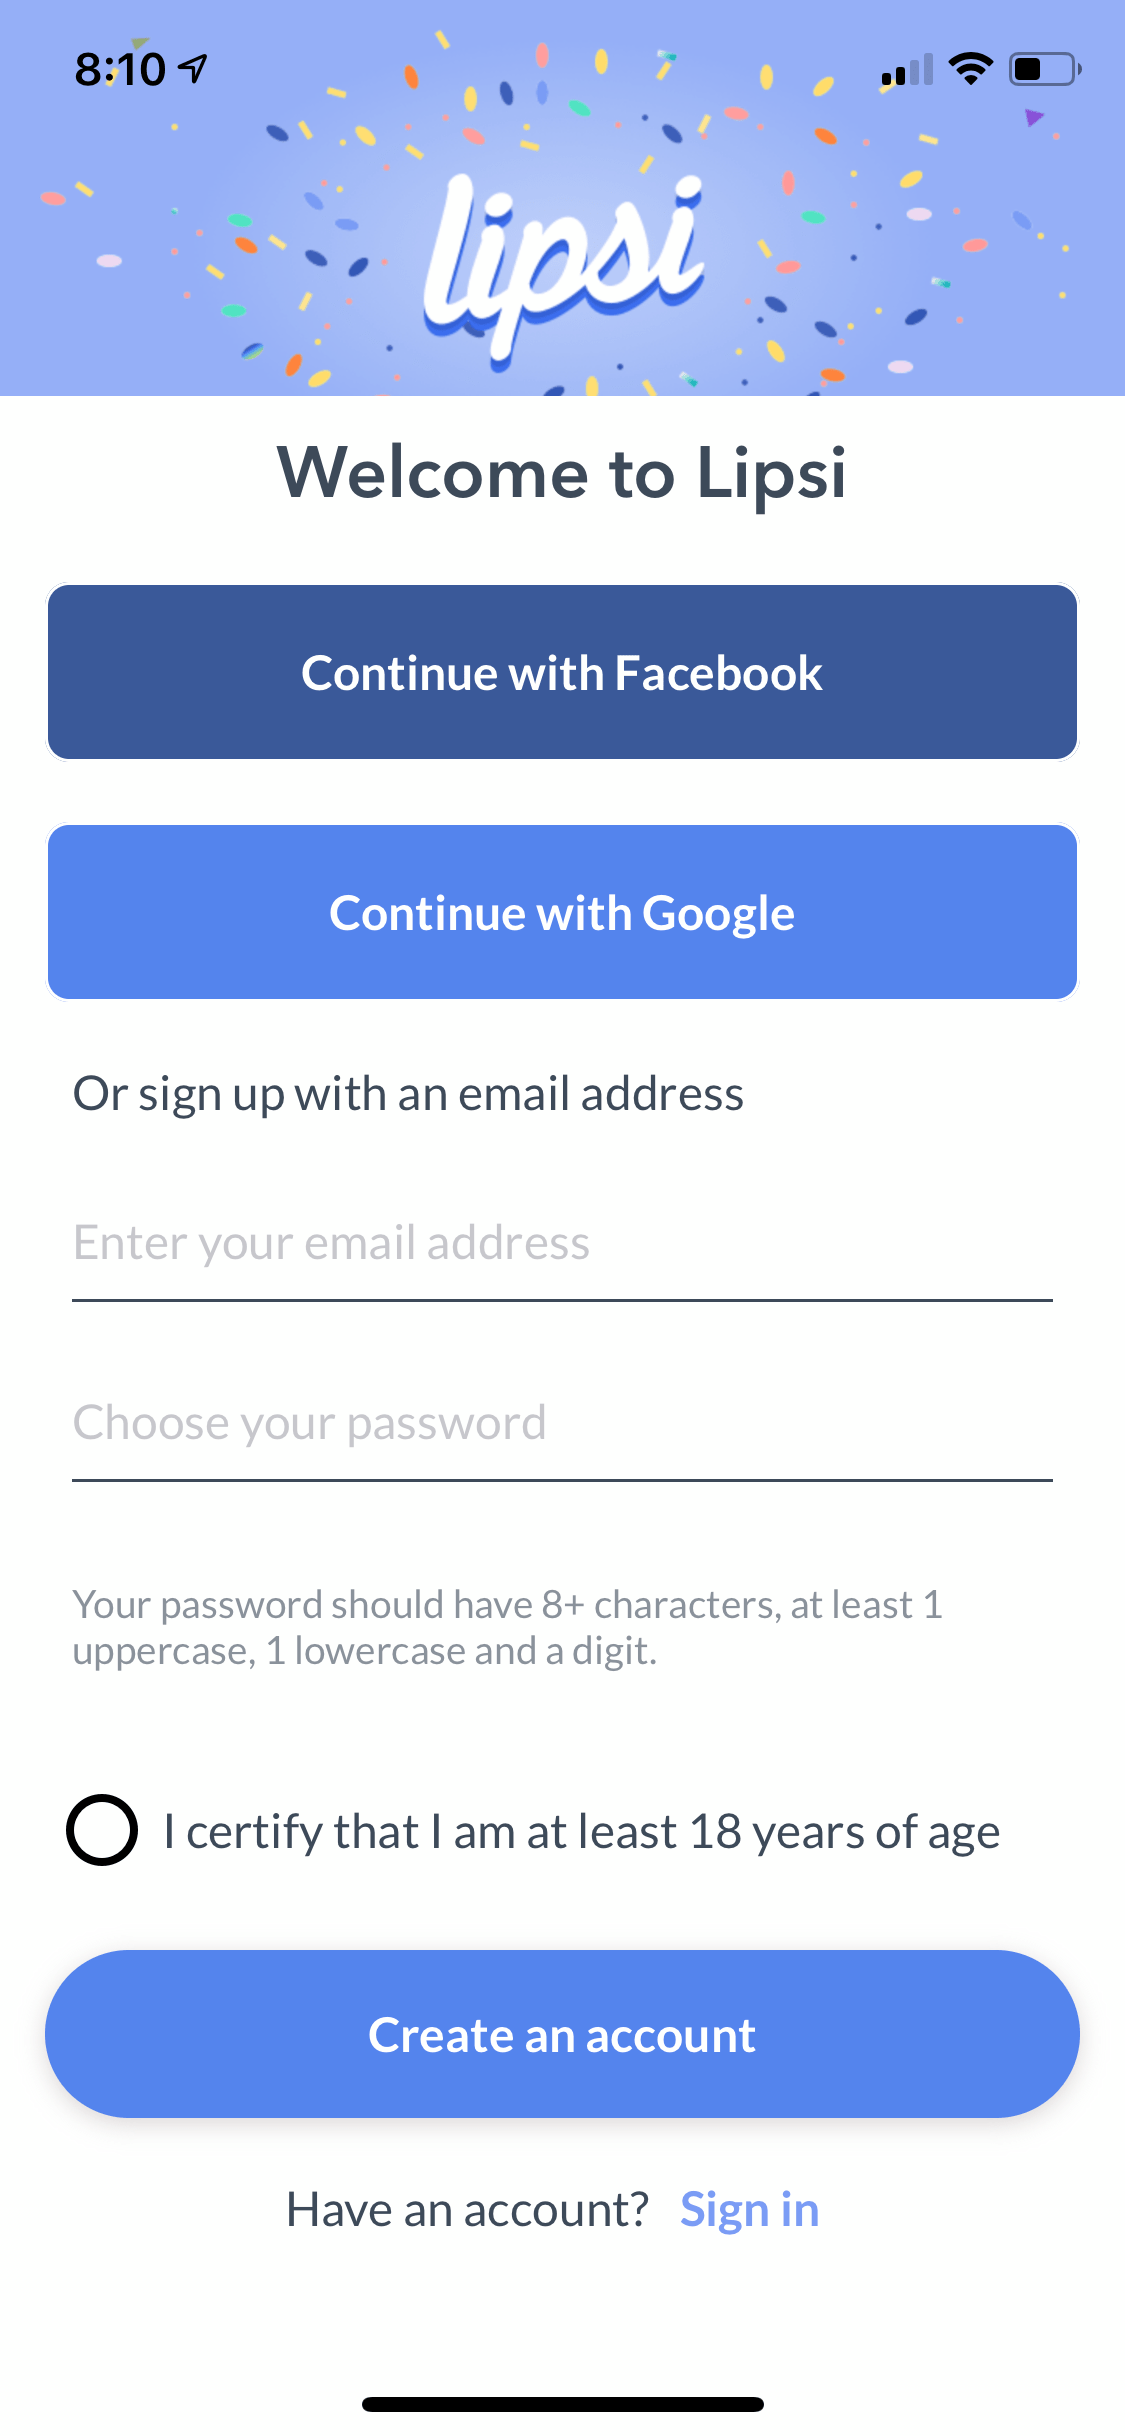 8:10
lipsi
Welcome to Lipsi
Continue with Facebook
Continue with Google
Or sign up with an email address
Enter your email address
Choose your password
Your password should have 8+ characters, at least 1
uppercase, 1 lowercase and a digit.
I certify that I am at least 18 years of age
Create an account
Have an account? Sign in